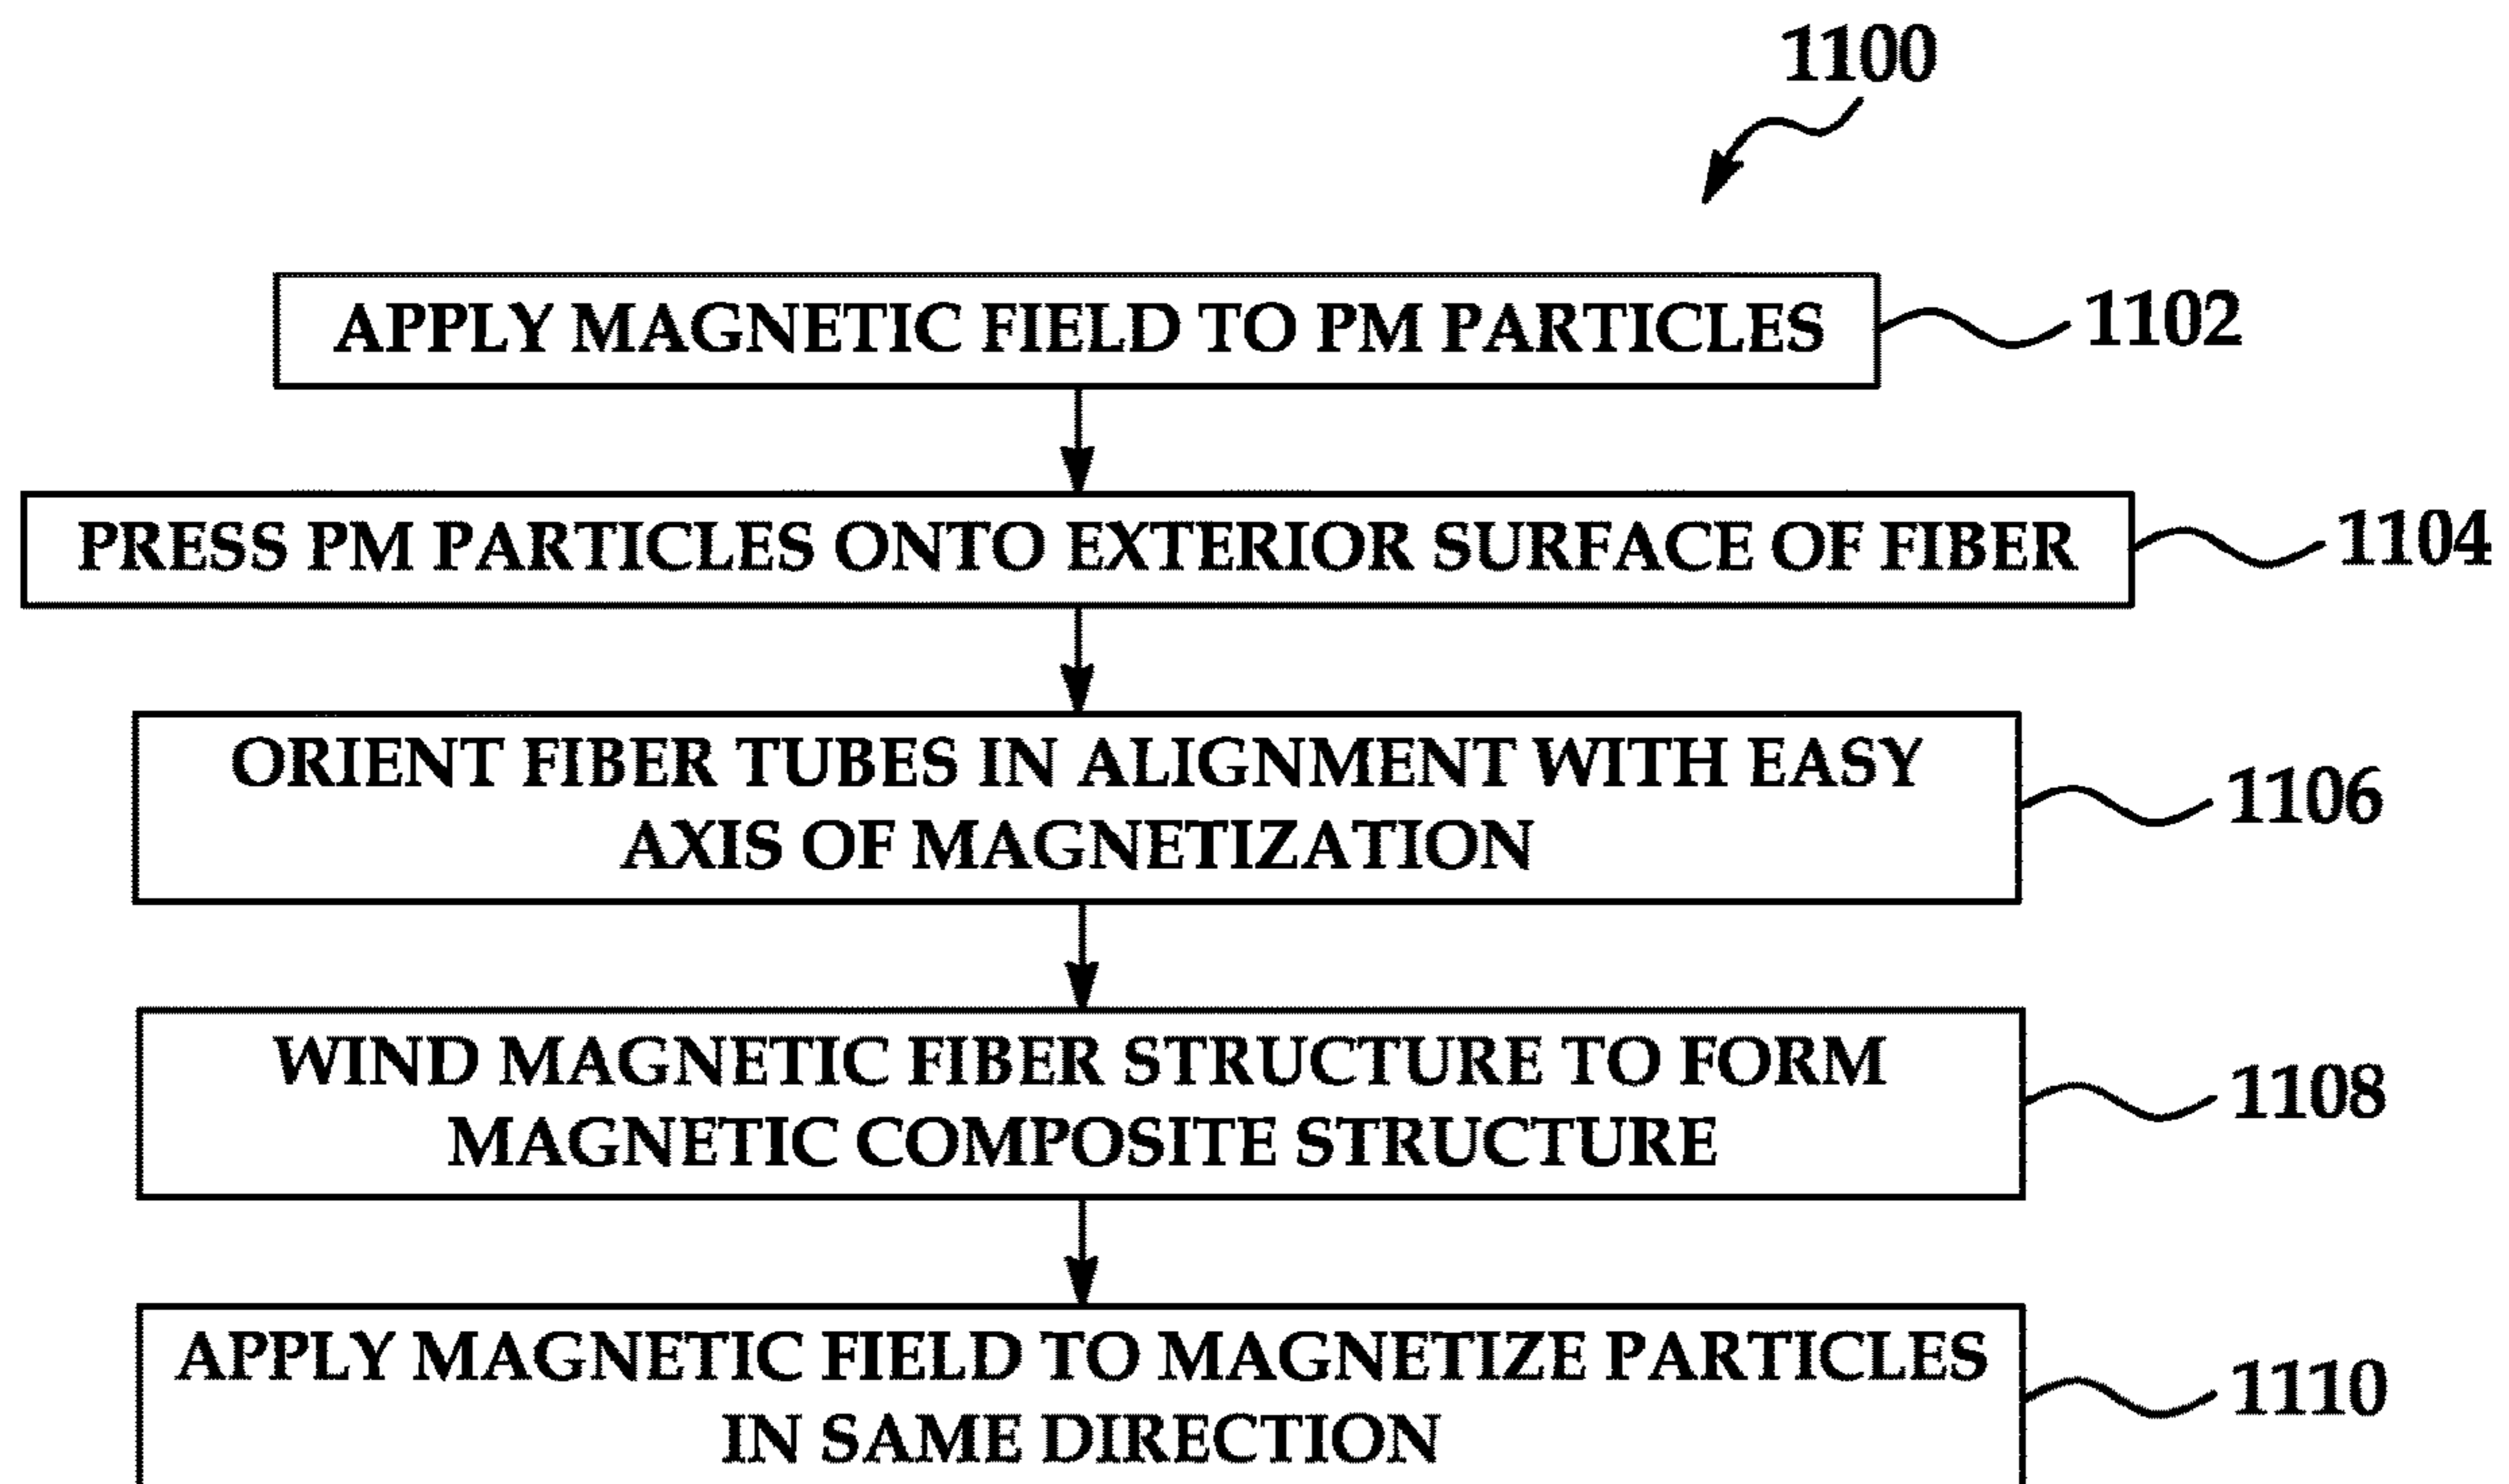 1100
APPLY MAGNETIC FIELD TO PM PARTICLES
1102
PRESS PM PARTICLES ONTO EXTERIOR SURFACE OF FIBER
1104
ORIENT FIBER TUBES IN ALIGNMENT WITH EASY
AXIS OF MAGNETIZATION
1106
WIND MAGNETIC FIBER STRUCTURE TO FORM
MAGNETIC COMPOSITE STRUCTURE
1108
APPLY MAGNETIC FIELD TO MAGNETIZE PARTICLES
IN SAME DIRECTION
1110